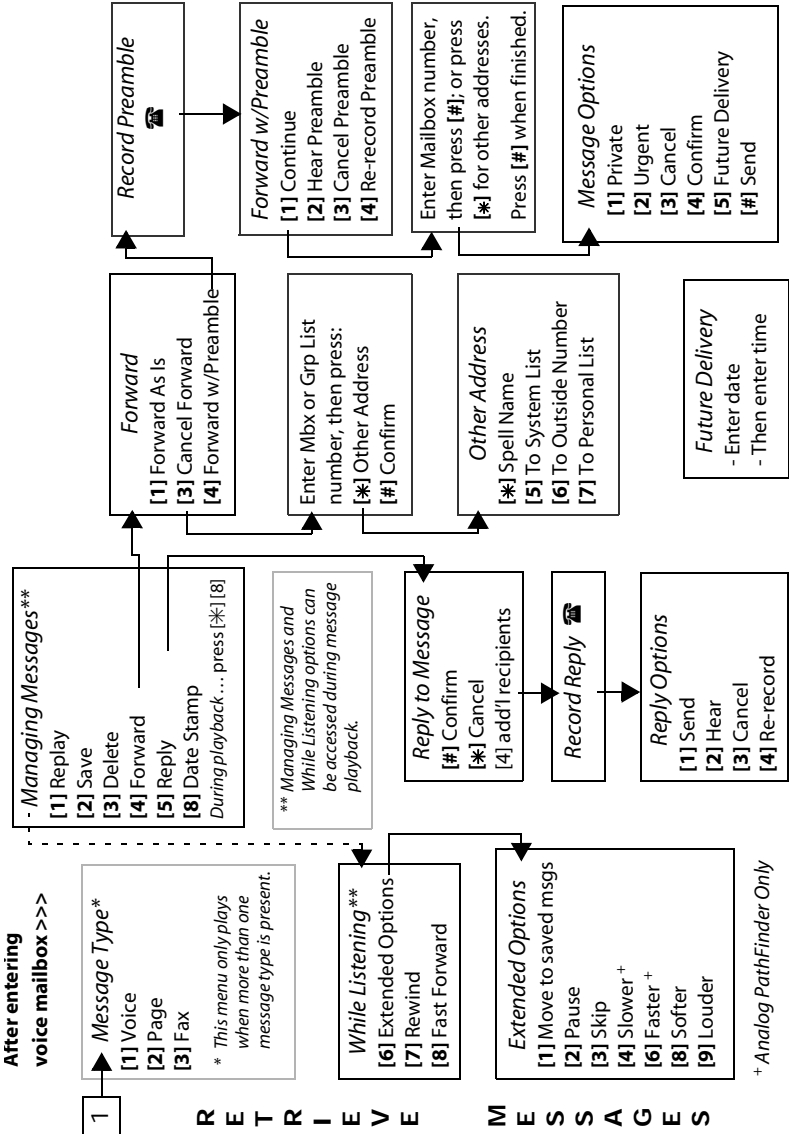 After entering
voice mailbox >>>
1
R E T R I E V E
M E S S A G E S
Message Type*
[1] Voice
[2] Page
[3] Fax
* This menu only plays
when more than one
message type is present.
While Listening**
[6] Extended Options
[7] Rewind
[8] Fast Forward
Extended Options
[1] Move to saved msgs
[2] Pause
[3] Skip
[4] Slower +
[6] Faster +
[8] Softer
[9] Louder
+ Analog PathFinder Only
- Managing Messages**
[1] Replay
[2] Save
[3] Delete
[4] Forward
[5] Reply
[8] Date Stamp
During playback… press [✳] [8]
** Managing Messages and
While Listening options can
be accessed during message
playback.
Reply to Message
[#] Confirm
[✳] Cancel
[4] add'l recipients
Record Reply ☎
Reply Options
[1] Send
[2] Hear
[3] Cancel
[4] Re-record
Forward
[1] Forward As Is
[3] Cancel Forward
[4] Forward w/Preamble
Enter Mbx or Grp List
number, then press:
[✳] Other Address
[#] Confirm
Other Address
[✳] Spell Name
[5] To System List
[6] To Outside Number
[7] To Personal List
Future Delivery
- Enter date
- Then enter time
Record Preamble
☎
Forward w/Preamble
[1] Continue
[2] Hear Preamble
[3] Cancel Preamble
[4] Re-record Preamble
Enter Mailbox number,
then press [#]; or press
[✳] for other addresses.
Press [#] when finished.
Message Options
[1] Private
[2] Urgent
[3] Cancel
[4] Confirm
[5] Future Delivery
[#] Send